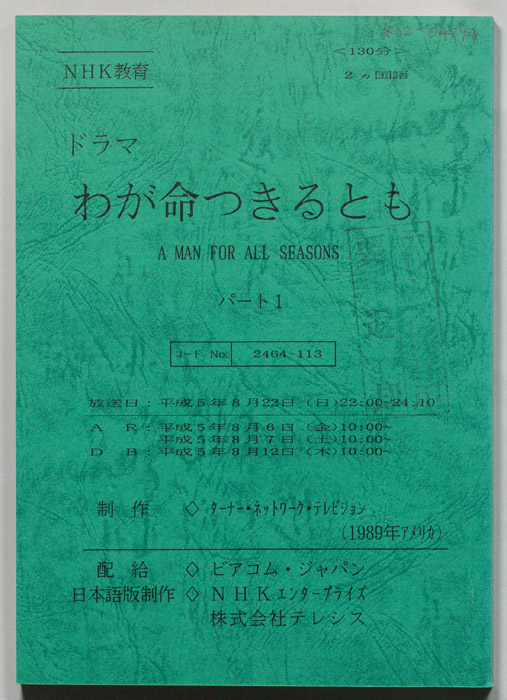 <130分>
NHK教育
2ヵ国語
ドラマ
わが命つきるとも
A MAN FOR ALL SEASONS
パート1
コード No. 2464-113
放送日:平成5年8月22日(日)22:00~24:10
A R:平成5年8月6日(金)10:00~
平成5年8月7日(土)10:00~
D B:平成5年8月12日(木)10:00~
制作 ◇ ターナー・ネットワーク・テレビジョン
(1989年アメリカ)
配給 ◇ ビアコム・ジャパン
日本語版制作 ◇ NHKエンタープライズ
株式会社テレシス